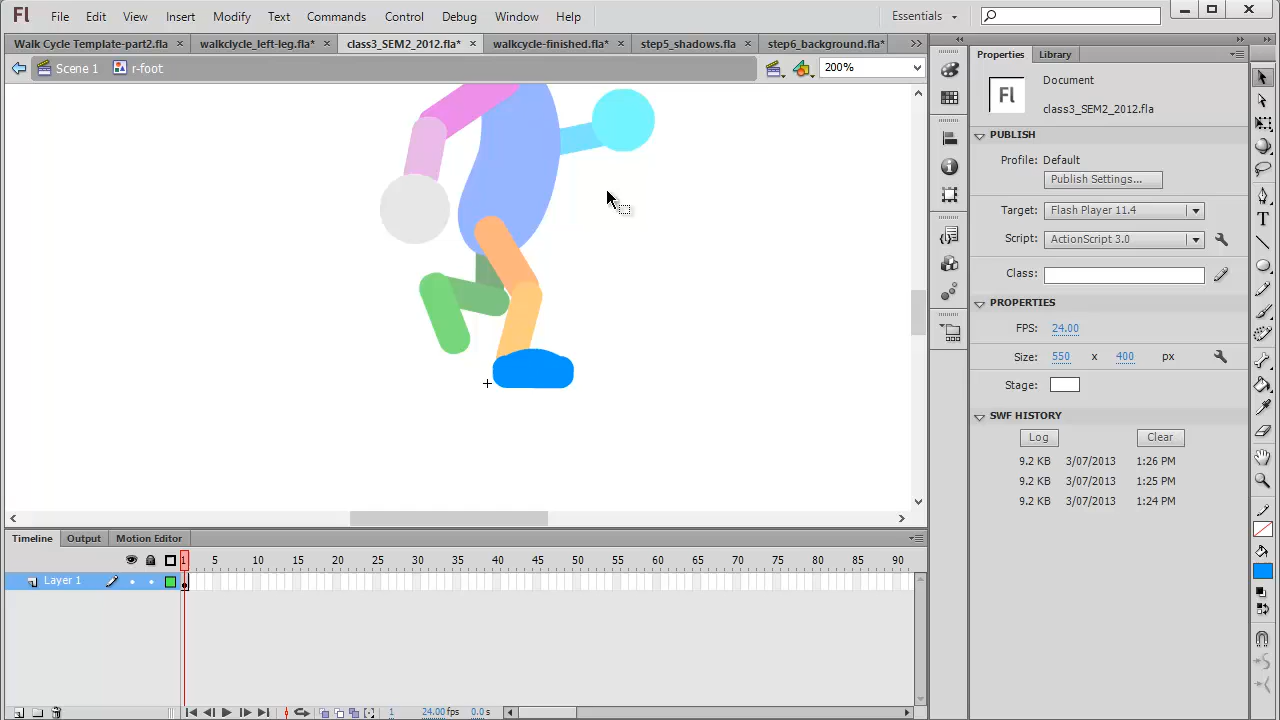 Fl File Edit View Insert Modify Text Commands Control Debug Window Help Essentials
Walk Cycle Template-part2.fla × walkclycle_left-leg.fla* × class3_SEM2_2012.fla* × walkcycle-finished.fla* × step5_shadows.fla × step6_background.fla*
Scene 1 r-foot 200%
Properties Library
Fl
Document
class3_SEM2_2012.fla
PUBLISH
Profile: Default
Publish Settings...
Target: Flash Player 11.4
Script: ActionScript 3.0
Class:
PROPERTIES
FPS: 24.00
Size: 550 x 400 px
Stage:
SWF HISTORY
Log Clear
9.2 KB 3/07/2013 1:26 PM
9.2 KB 3/07/2013 1:25 PM
9.2 KB 3/07/2013 1:24 PM
Timeline Output Motion Editor
1 5 10 15 20 25 30 35 40 45 50 55 60 65 70 75 80 85 90
Layer 1
1 24.00 fps 0.0 s